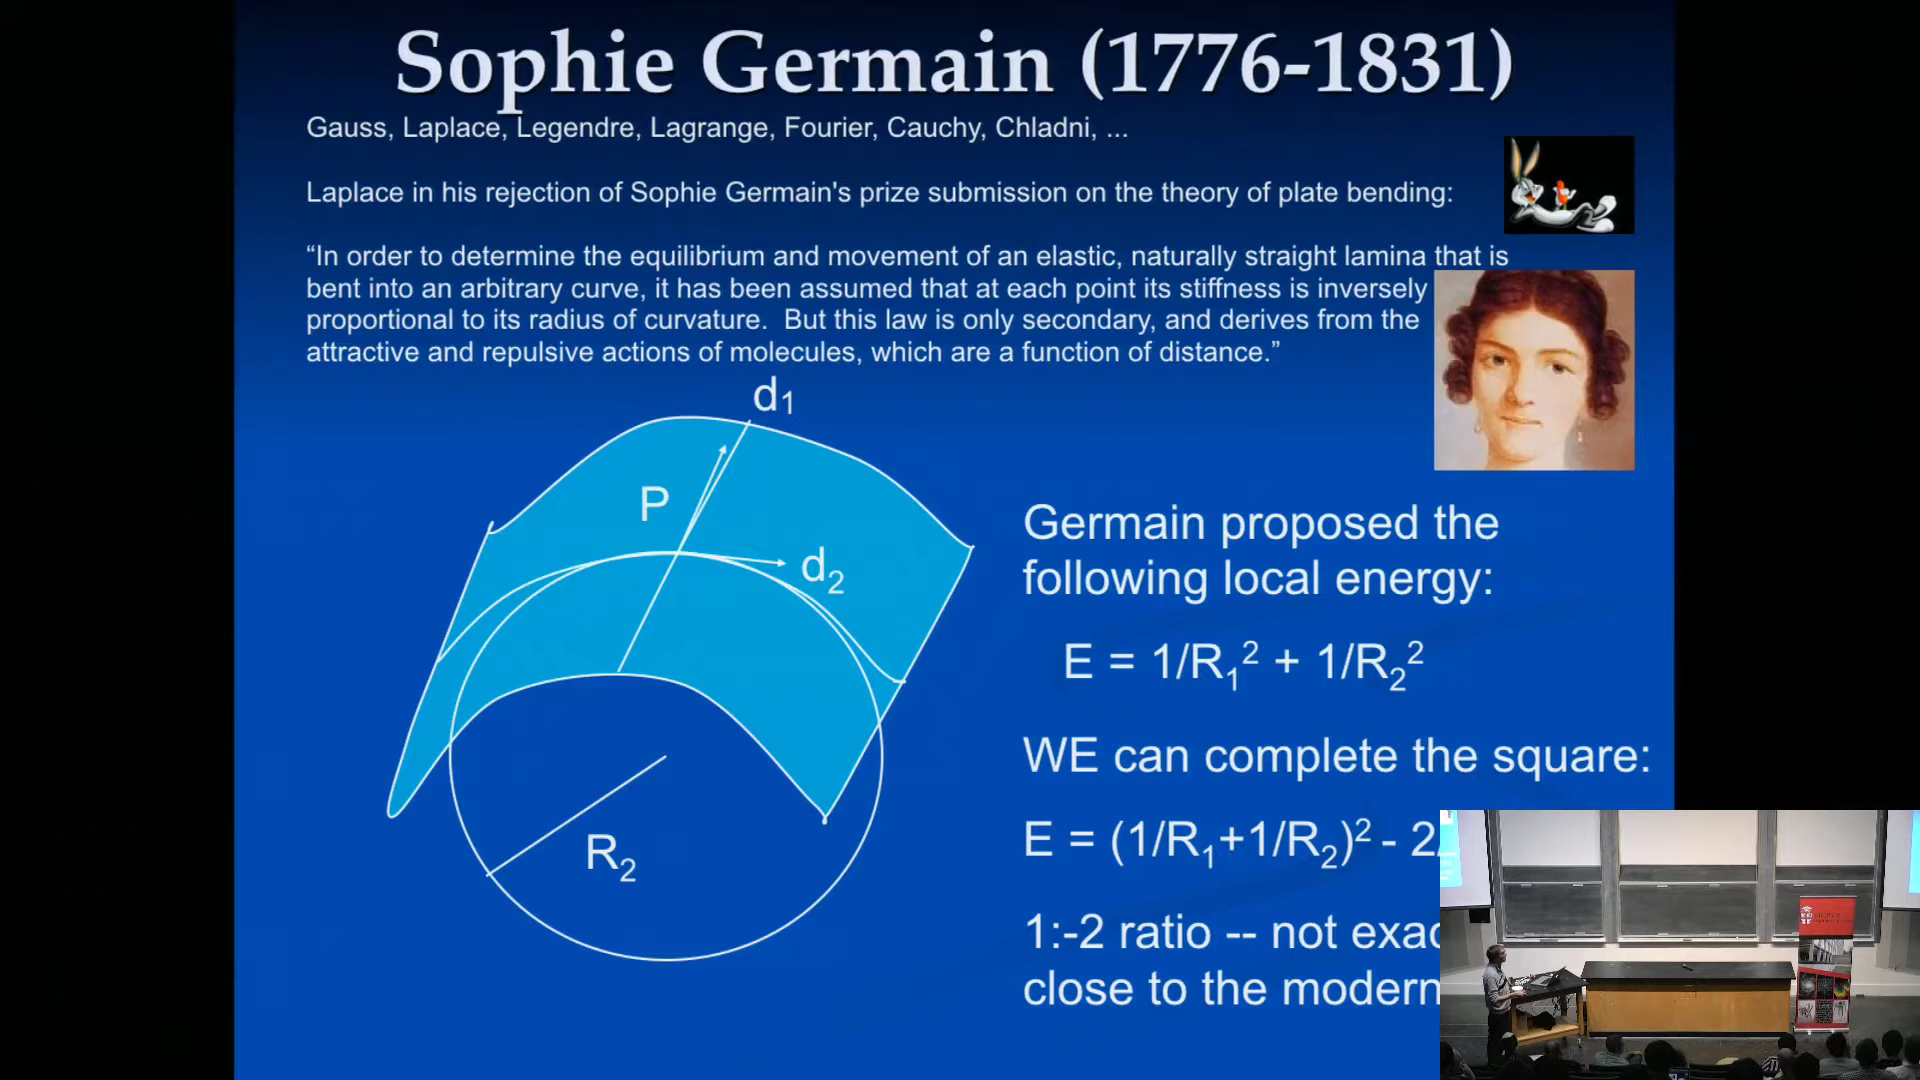 Sophie Germain (1776-1831)
Gauss, Laplace, Legendre, Lagrange, Fourier, Cauchy, Chladni, ...
Laplace in his rejection of Sophie Germain's prize submission on the theory of plate bending:
“In order to determine the equilibrium and movement of an elastic, naturally straight lamina that is
bent into an arbitrary curve, it has been assumed that at each point its stiffness is inversely
proportional to its radius of curvature.  But this law is only secondary, and derives from the
attractive and repulsive actions of molecules, which are a function of distance.”
d₁
P
d₂
R₂
Germain proposed the
following local energy:
E = 1/R₁² + 1/R₂²
WE can complete the square:
E = (1/R₁+1/R₂)² - 2
1:-2 ratio -- not exac
close to the modern